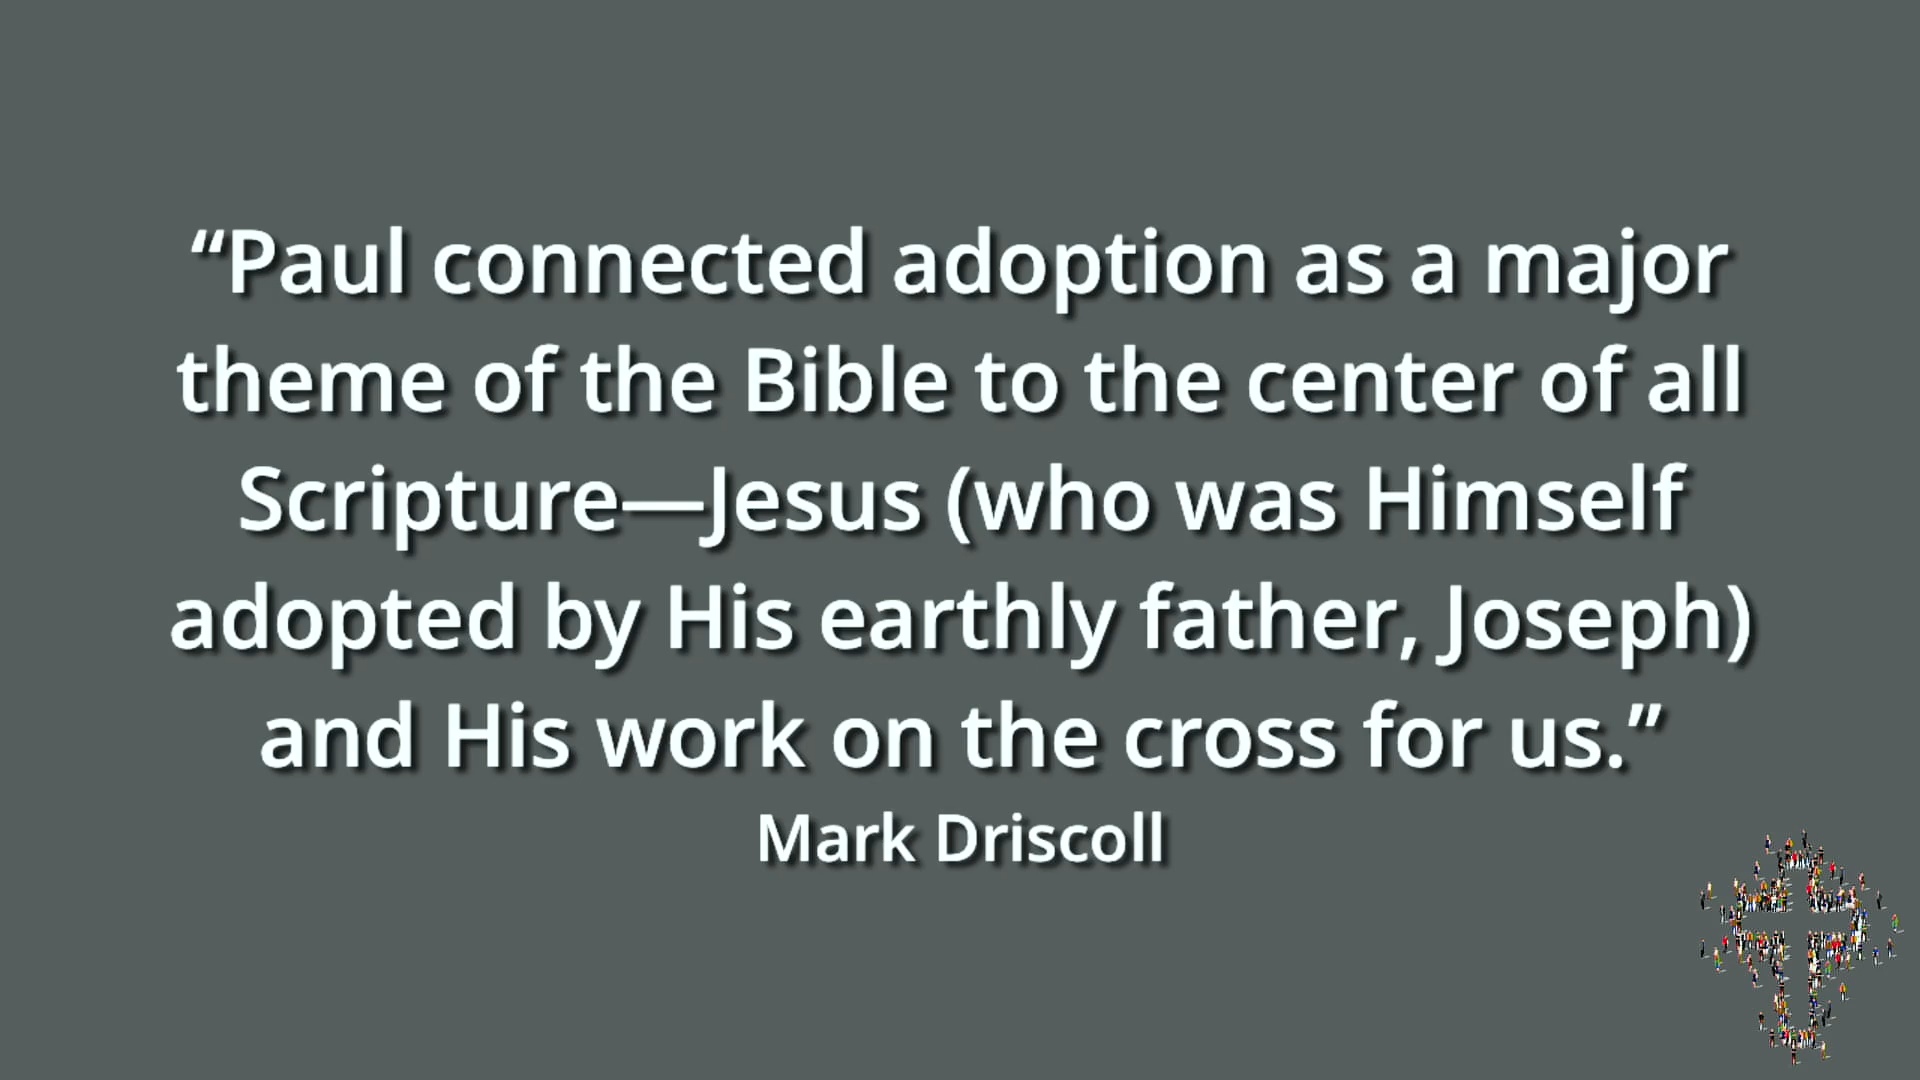 “Paul connected adoption as a major
theme of the Bible to the center of all
Scripture—Jesus (who was Himself
adopted by His earthly father, Joseph)
and His work on the cross for us.”
Mark Driscoll